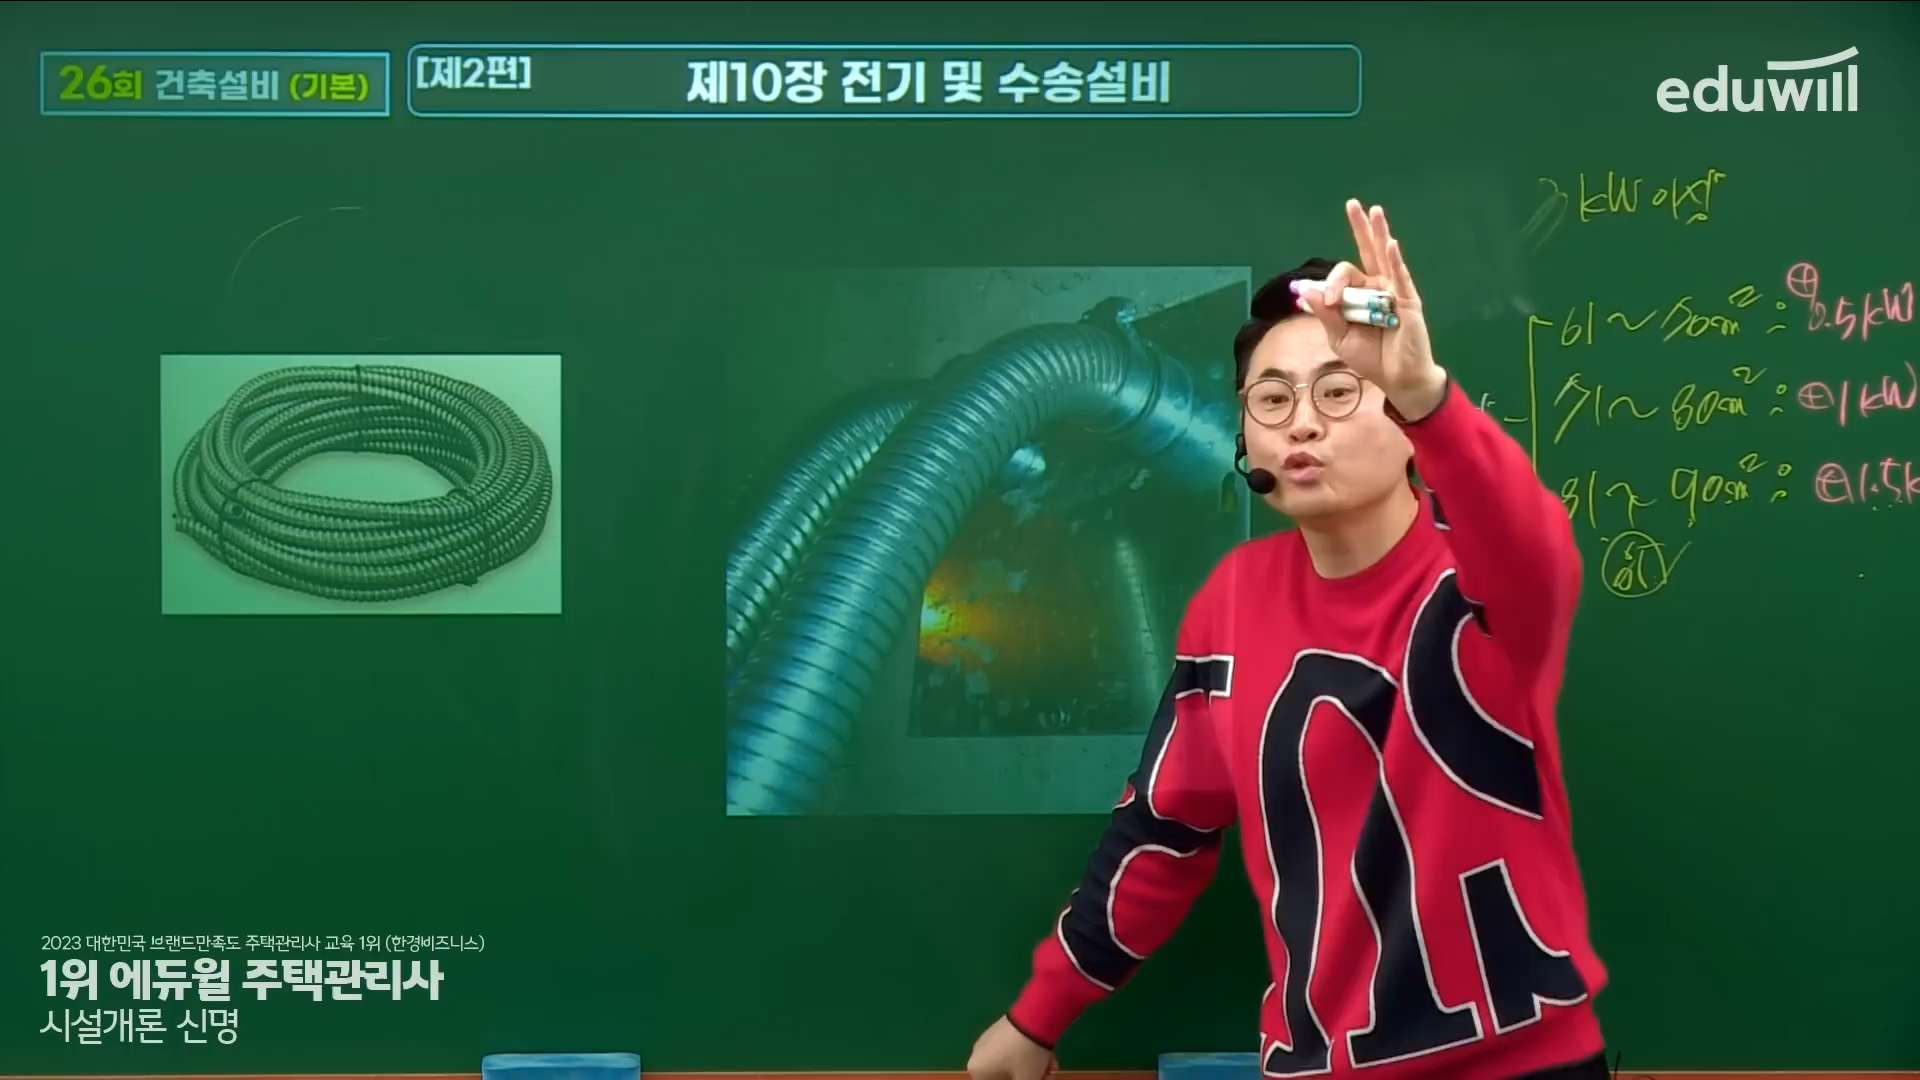 26회 건축설비 (기본)
[제2편]
제10장 전기 및 수송설비
eduwill
3 kW 이상
61 ~ 70㎡ : ⊕ 0.5kW
71 ~ 80㎡ : ⊕ 1 kW
81 ~ 90㎡ : ⊕ 1.5k
2023 대한민국 브랜드만족도 주택관리사 교육 1위 (한경비즈니스)
1위 에듀윌 주택관리사
시설개론 신명